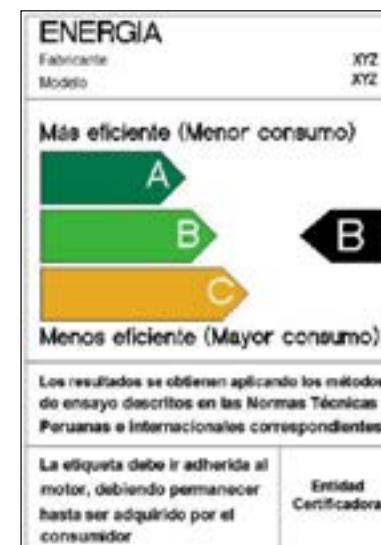 ENERGIA
Fabricante XYZ
Modelo XYZ
Más eficiente (Menor consumo)
A
B B
C
Menos eficiente (Mayor consumo)
Los resultados se obtienen aplicando los métodos
de ensayo descritos en las Normas Técnicas
Peruanas e internacionales correspondientes
La etiqueta debe ir adherida al
motor, debiendo permanecer
hasta ser adquirido por el
consumidor
Entidad
Certificadora